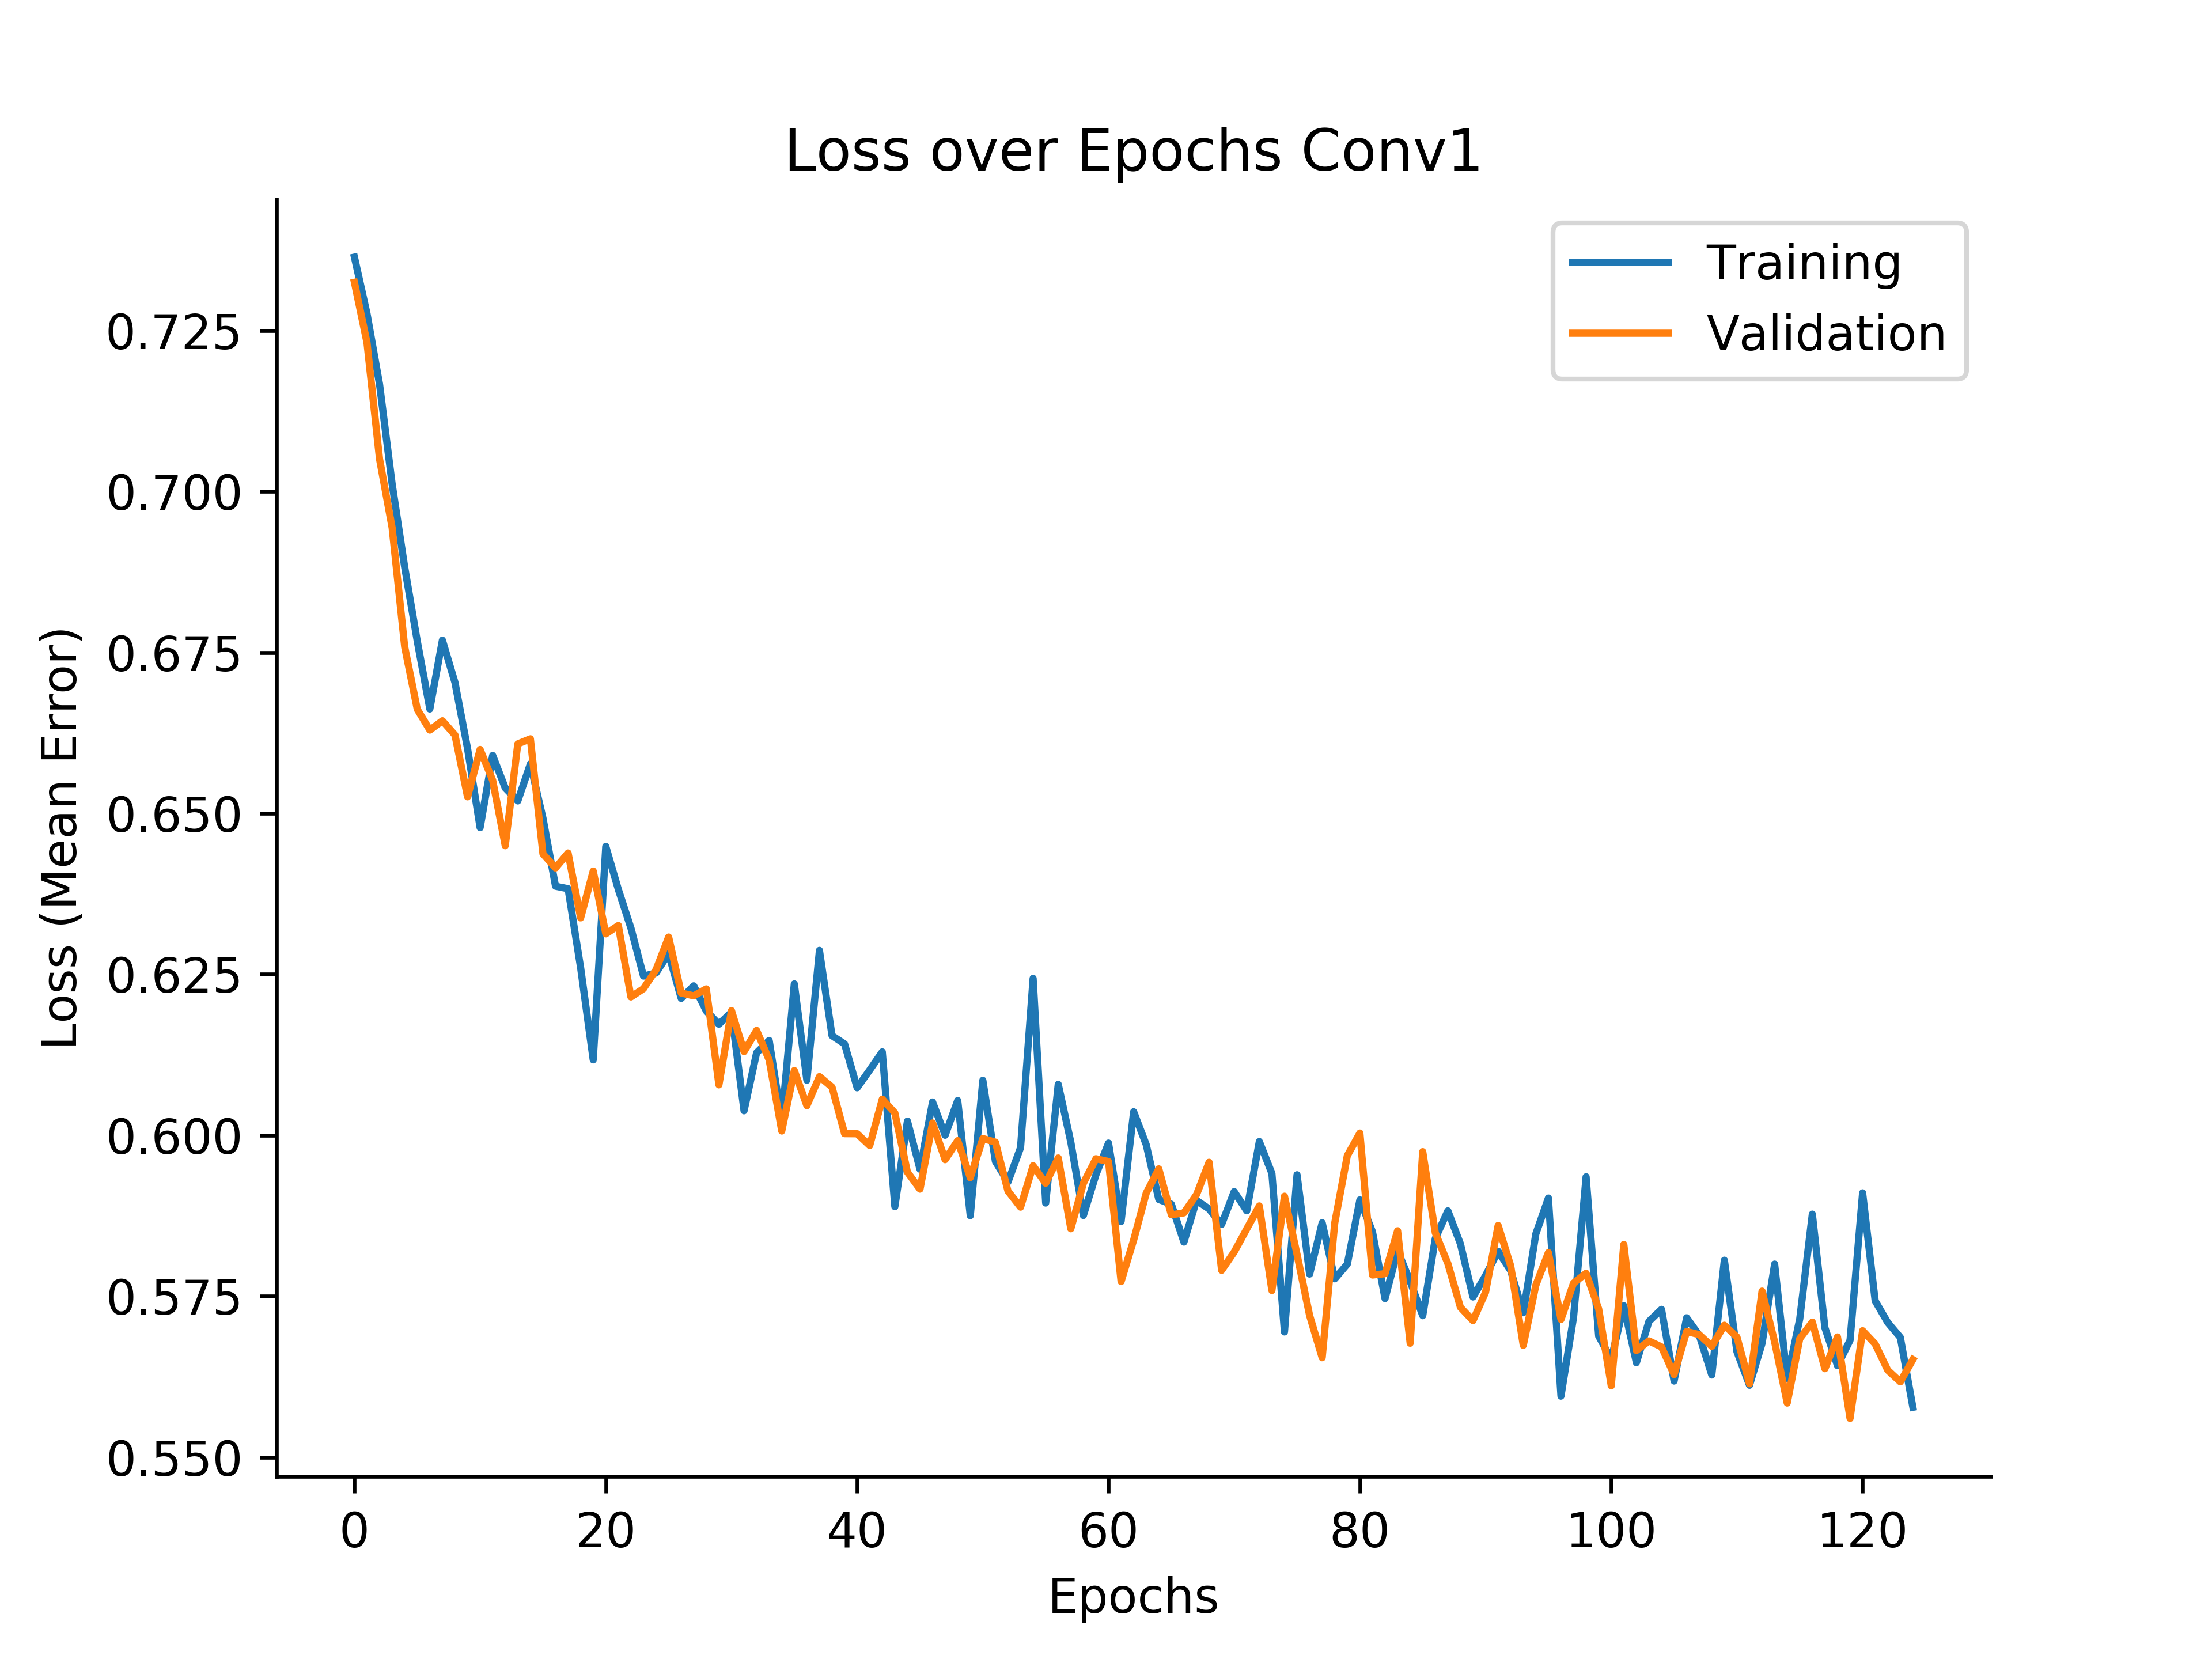 Loss over Epochs Conv1
Training
Validation
0.725
0.700
0.675
0.650
0.625
0.600
0.575
0.550
Loss (Mean Error)
0 20 40 60 80 100 120
Epochs